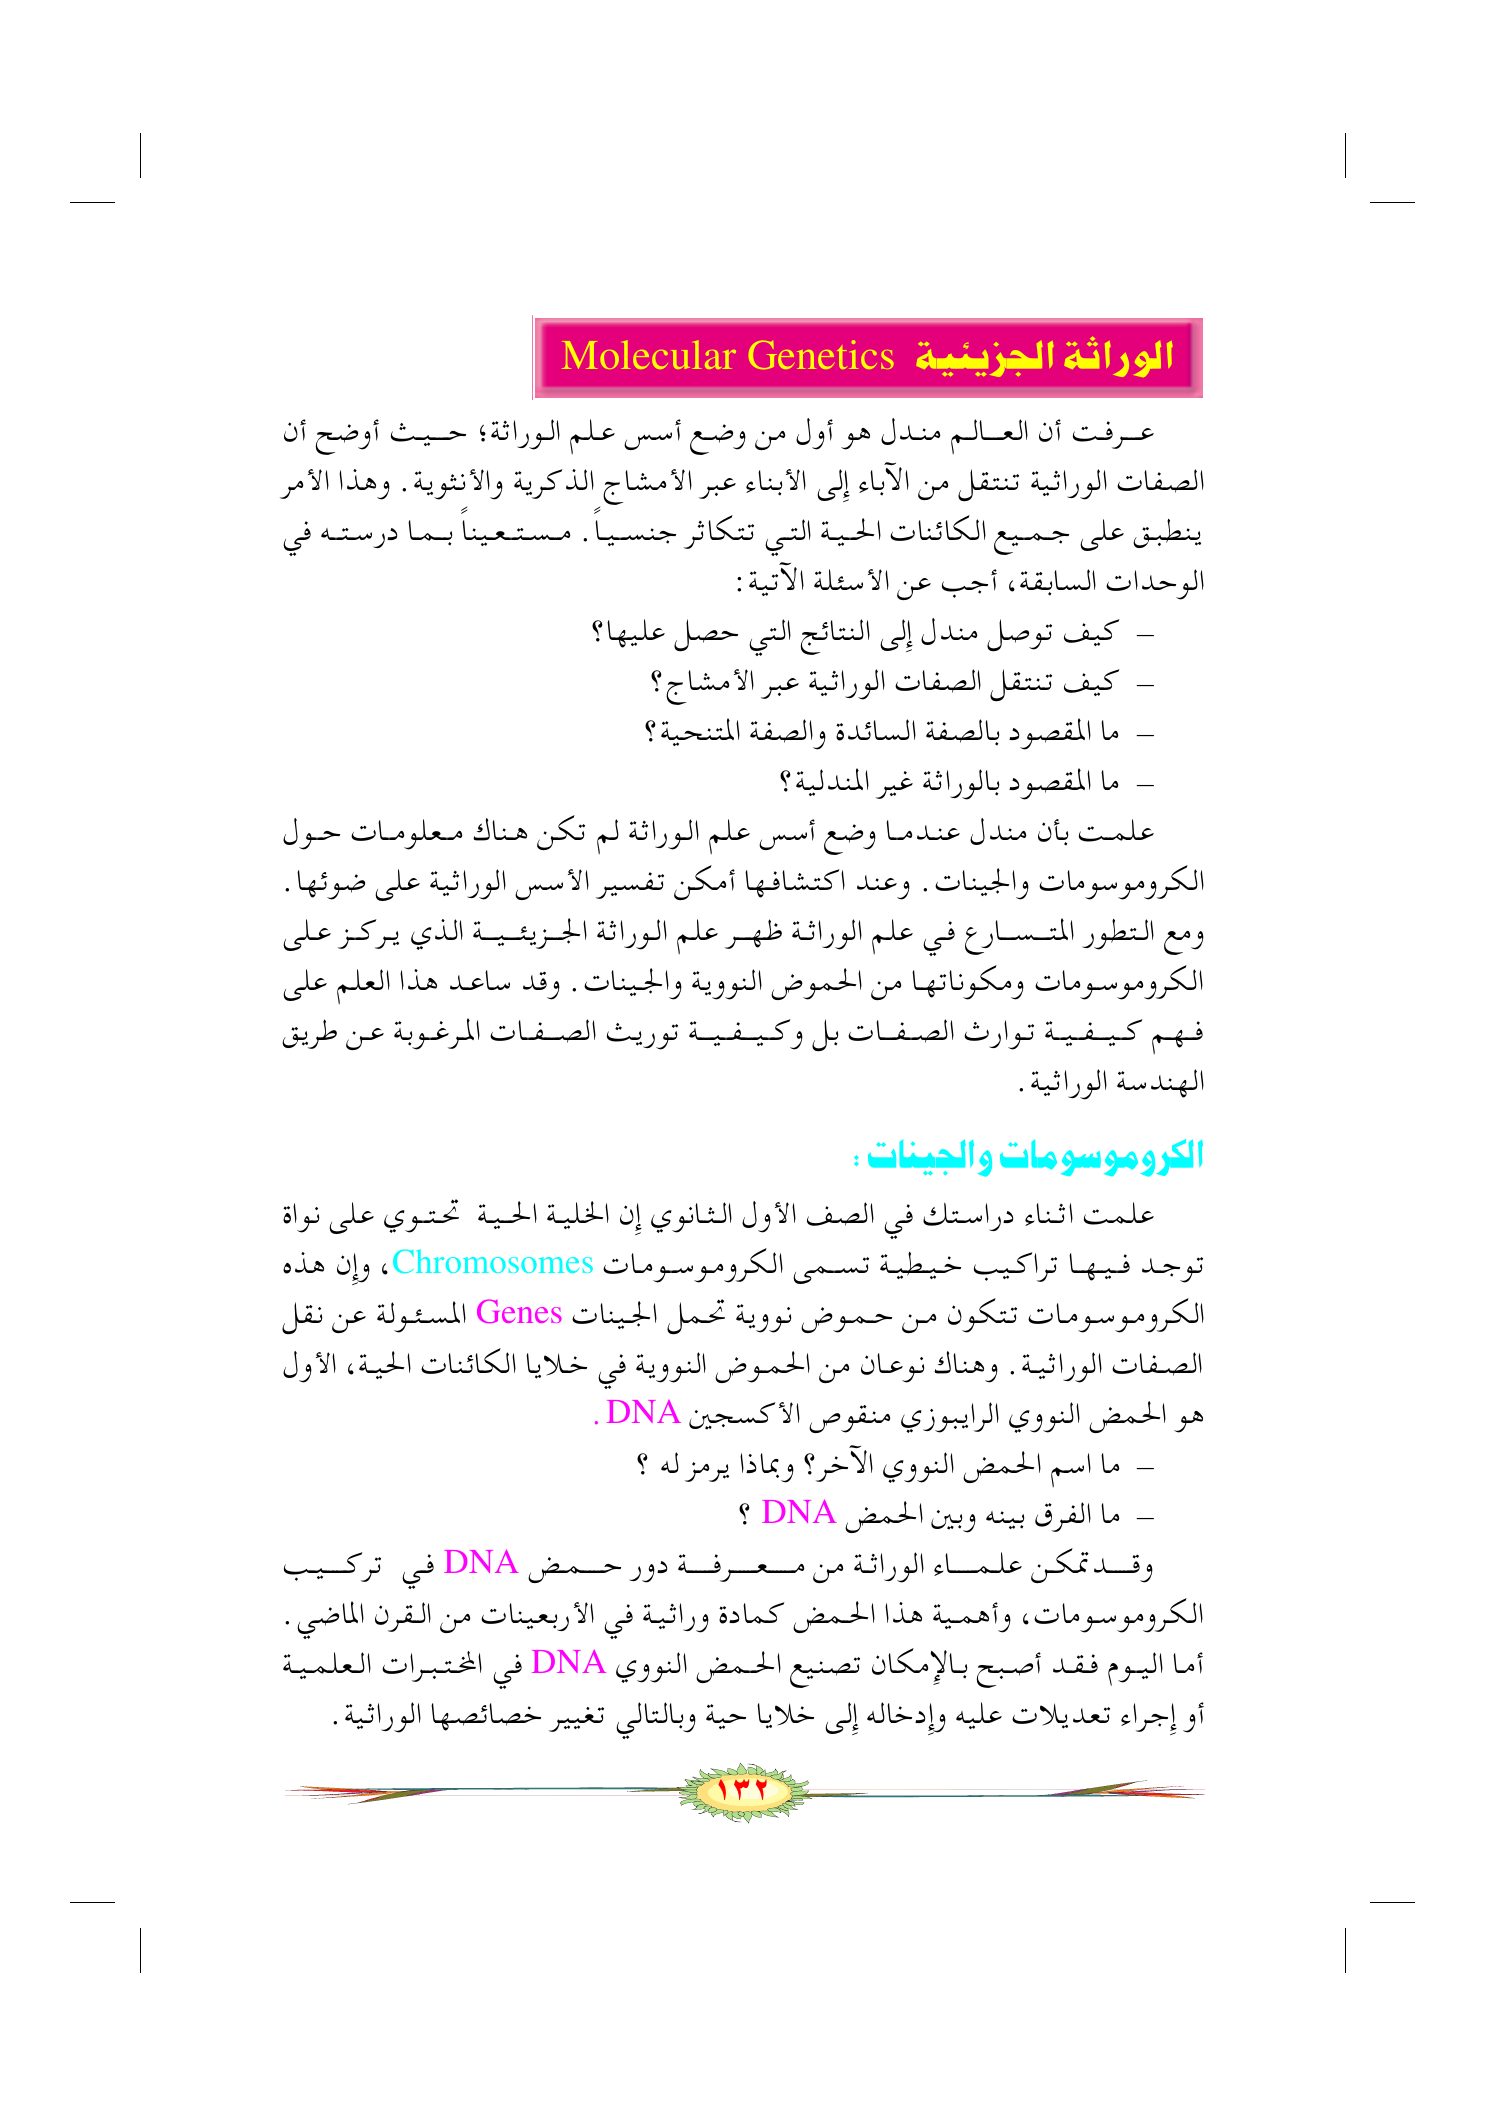 الوراثة الجزيئية Molecular Genetics
عرفت أن العالم مندل هو أول من وضع أسس علم الوراثة؛ حيث أوضح أن
الصفات الوراثية تنتقل من الآباء إلى الأبناء عبر الأمشاج الذكرية والأنثوية. وهذا الأمر
ينطبق على جميع الكائنات الحية التي تتكاثر جنسياً. مستعيناً بما درسته في
الوحدات السابقة، أجب عن الأسئلة الآتية:
– كيف توصل مندل إلى النتائج التي حصل عليها؟
– كيف تنتقل الصفات الوراثية عبر الأمشاج؟
– ما المقصود بالصفة السائدة والصفة المتنحية؟
– ما المقصود بالوراثة غير المندلية؟
علمت بأن مندل عندما وضع أسس علم الوراثة لم تكن هناك معلومات حول
الكروموسومات والجينات. وعند اكتشافها أمكن تفسير الأسس الوراثية على ضوئها.
ومع التطور المتسارع في علم الوراثة ظهر علم الوراثة الجزيئية الذي يركز على
الكروموسومات ومكوناتها من الحموض النووية والجينات. وقد ساعد هذا العلم على
فهم كيفية توارث الصفات بل وكيفية توريث الصفات المرغوبة عن طريق
الهندسة الوراثية.
الكروموسومات والجينات :
علمت اثناء دراستك في الصف الأول الثانوي إن الخلية الحية تحتوي على نواة
توجد فيها تراكيب خيطية تسمى الكروموسومات Chromosomes، وإن هذه
الكروموسومات تتكون من حموض نووية تحمل الجينات Genes المسئولة عن نقل
الصفات الوراثية. وهناك نوعان من الحموض النووية في خلايا الكائنات الحية، الأول
هو الحمض النووي الرايبوزي منقوص الأكسجين DNA.
– ما اسم الحمض النووي الآخر؟ وبماذا يرمز له ؟
– ما الفرق بينه وبين الحمض DNA ؟
وقد تمكن علماء الوراثة من معرفة دور حمض DNA في تركيب
الكروموسومات، وأهمية هذا الحمض كمادة وراثية في الأربعينات من القرن الماضي.
أما اليوم فقد أصبح بالإمكان تصنيع الحمض النووي DNA في المختبرات العلمية
أو إجراء تعديلات عليه وإدخاله إلى خلايا حية وبالتالي تغيير خصائصها الوراثية.
١٣٢